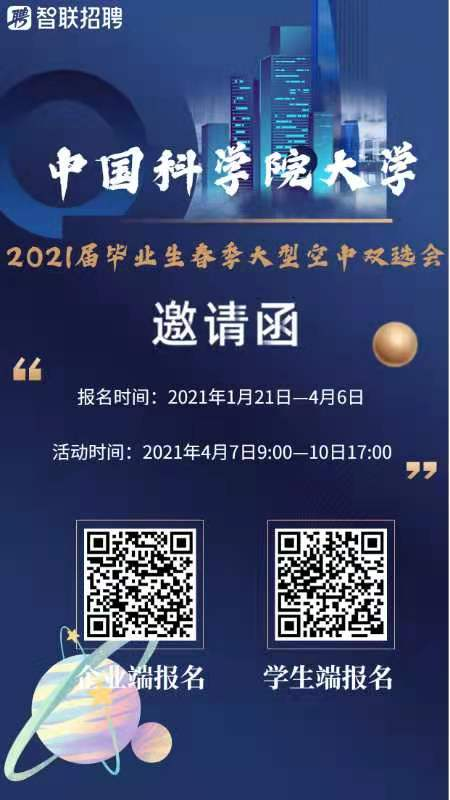 智联招聘
中国科学院大学
2021届毕业生春季大型空中双选会
邀请函
“
报名时间：2021年1月21日—4月6日
活动时间：2021年4月7日9:00—10日17:00
”
企业端报名 学生端报名